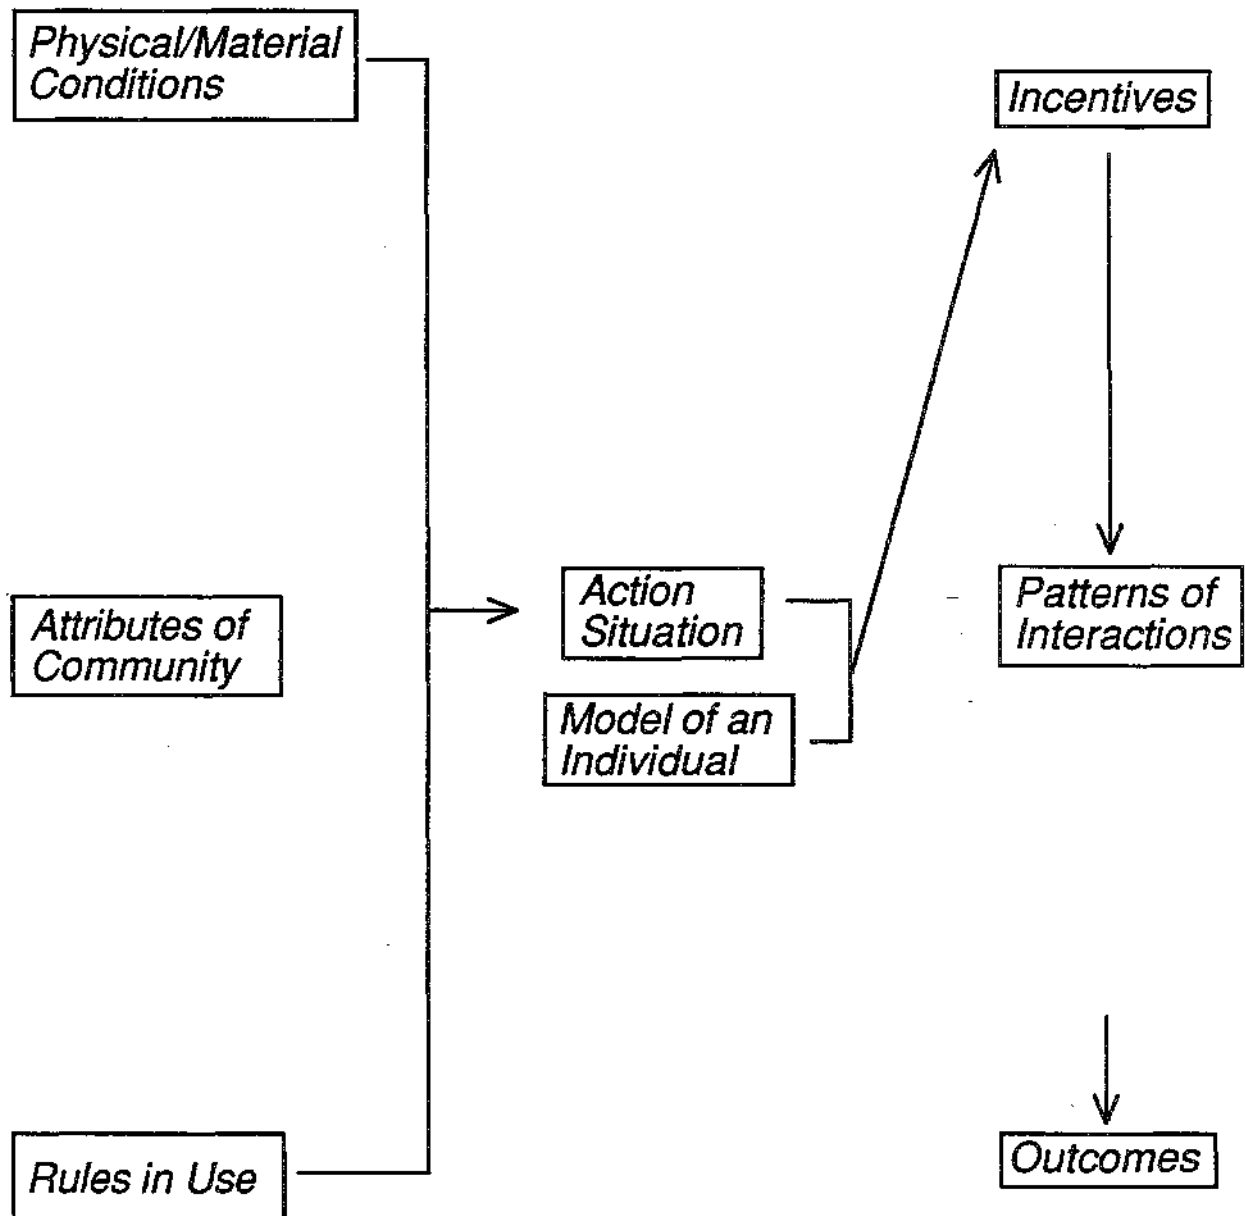 Physical/Material
Conditions
Incentives
Attributes of
Community
Action
Situation
Model of an
Individual
Patterns of
Interactions
Rules in Use
Outcomes